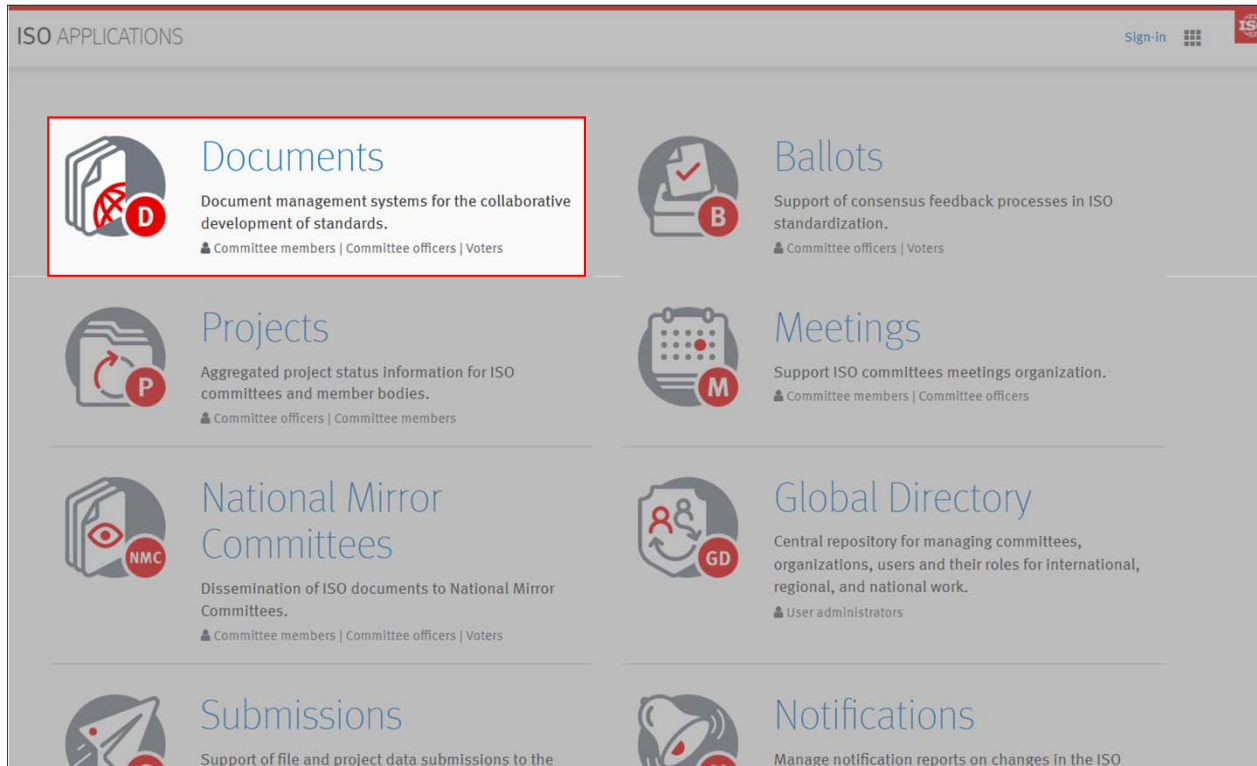 ISO APPLICATIONS
Sign-in
Documents
Document management systems for the collaborative
development of standards.
Committee members | Committee officers | Voters
D
Ballots
Support of consensus feedback processes in ISO
standardization.
Committee officers | Voters
B
Projects
Aggregated project status information for ISO
committees and member bodies.
Committee officers | Committee members
P
Meetings
Support ISO committees meetings organization.
Committee members | Committee officers
M
National Mirror
Committees
Dissemination of ISO documents to National Mirror
Committees.
Committee members | Committee officers | Voters
NMC
Global Directory
Central repository for managing committees,
organizations, users and their roles for international,
regional, and national work.
User administrators
GD
Submissions
Support of file and project data submissions to the
Notifications
Manage notification reports on changes in the ISO